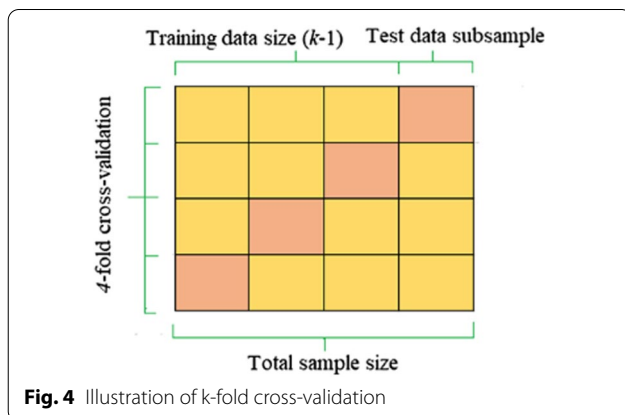 Training data size (k-1)
Test data subsample
4-fold cross-validation
Total sample size
Fig. 4 Illustration of k-fold cross-validation